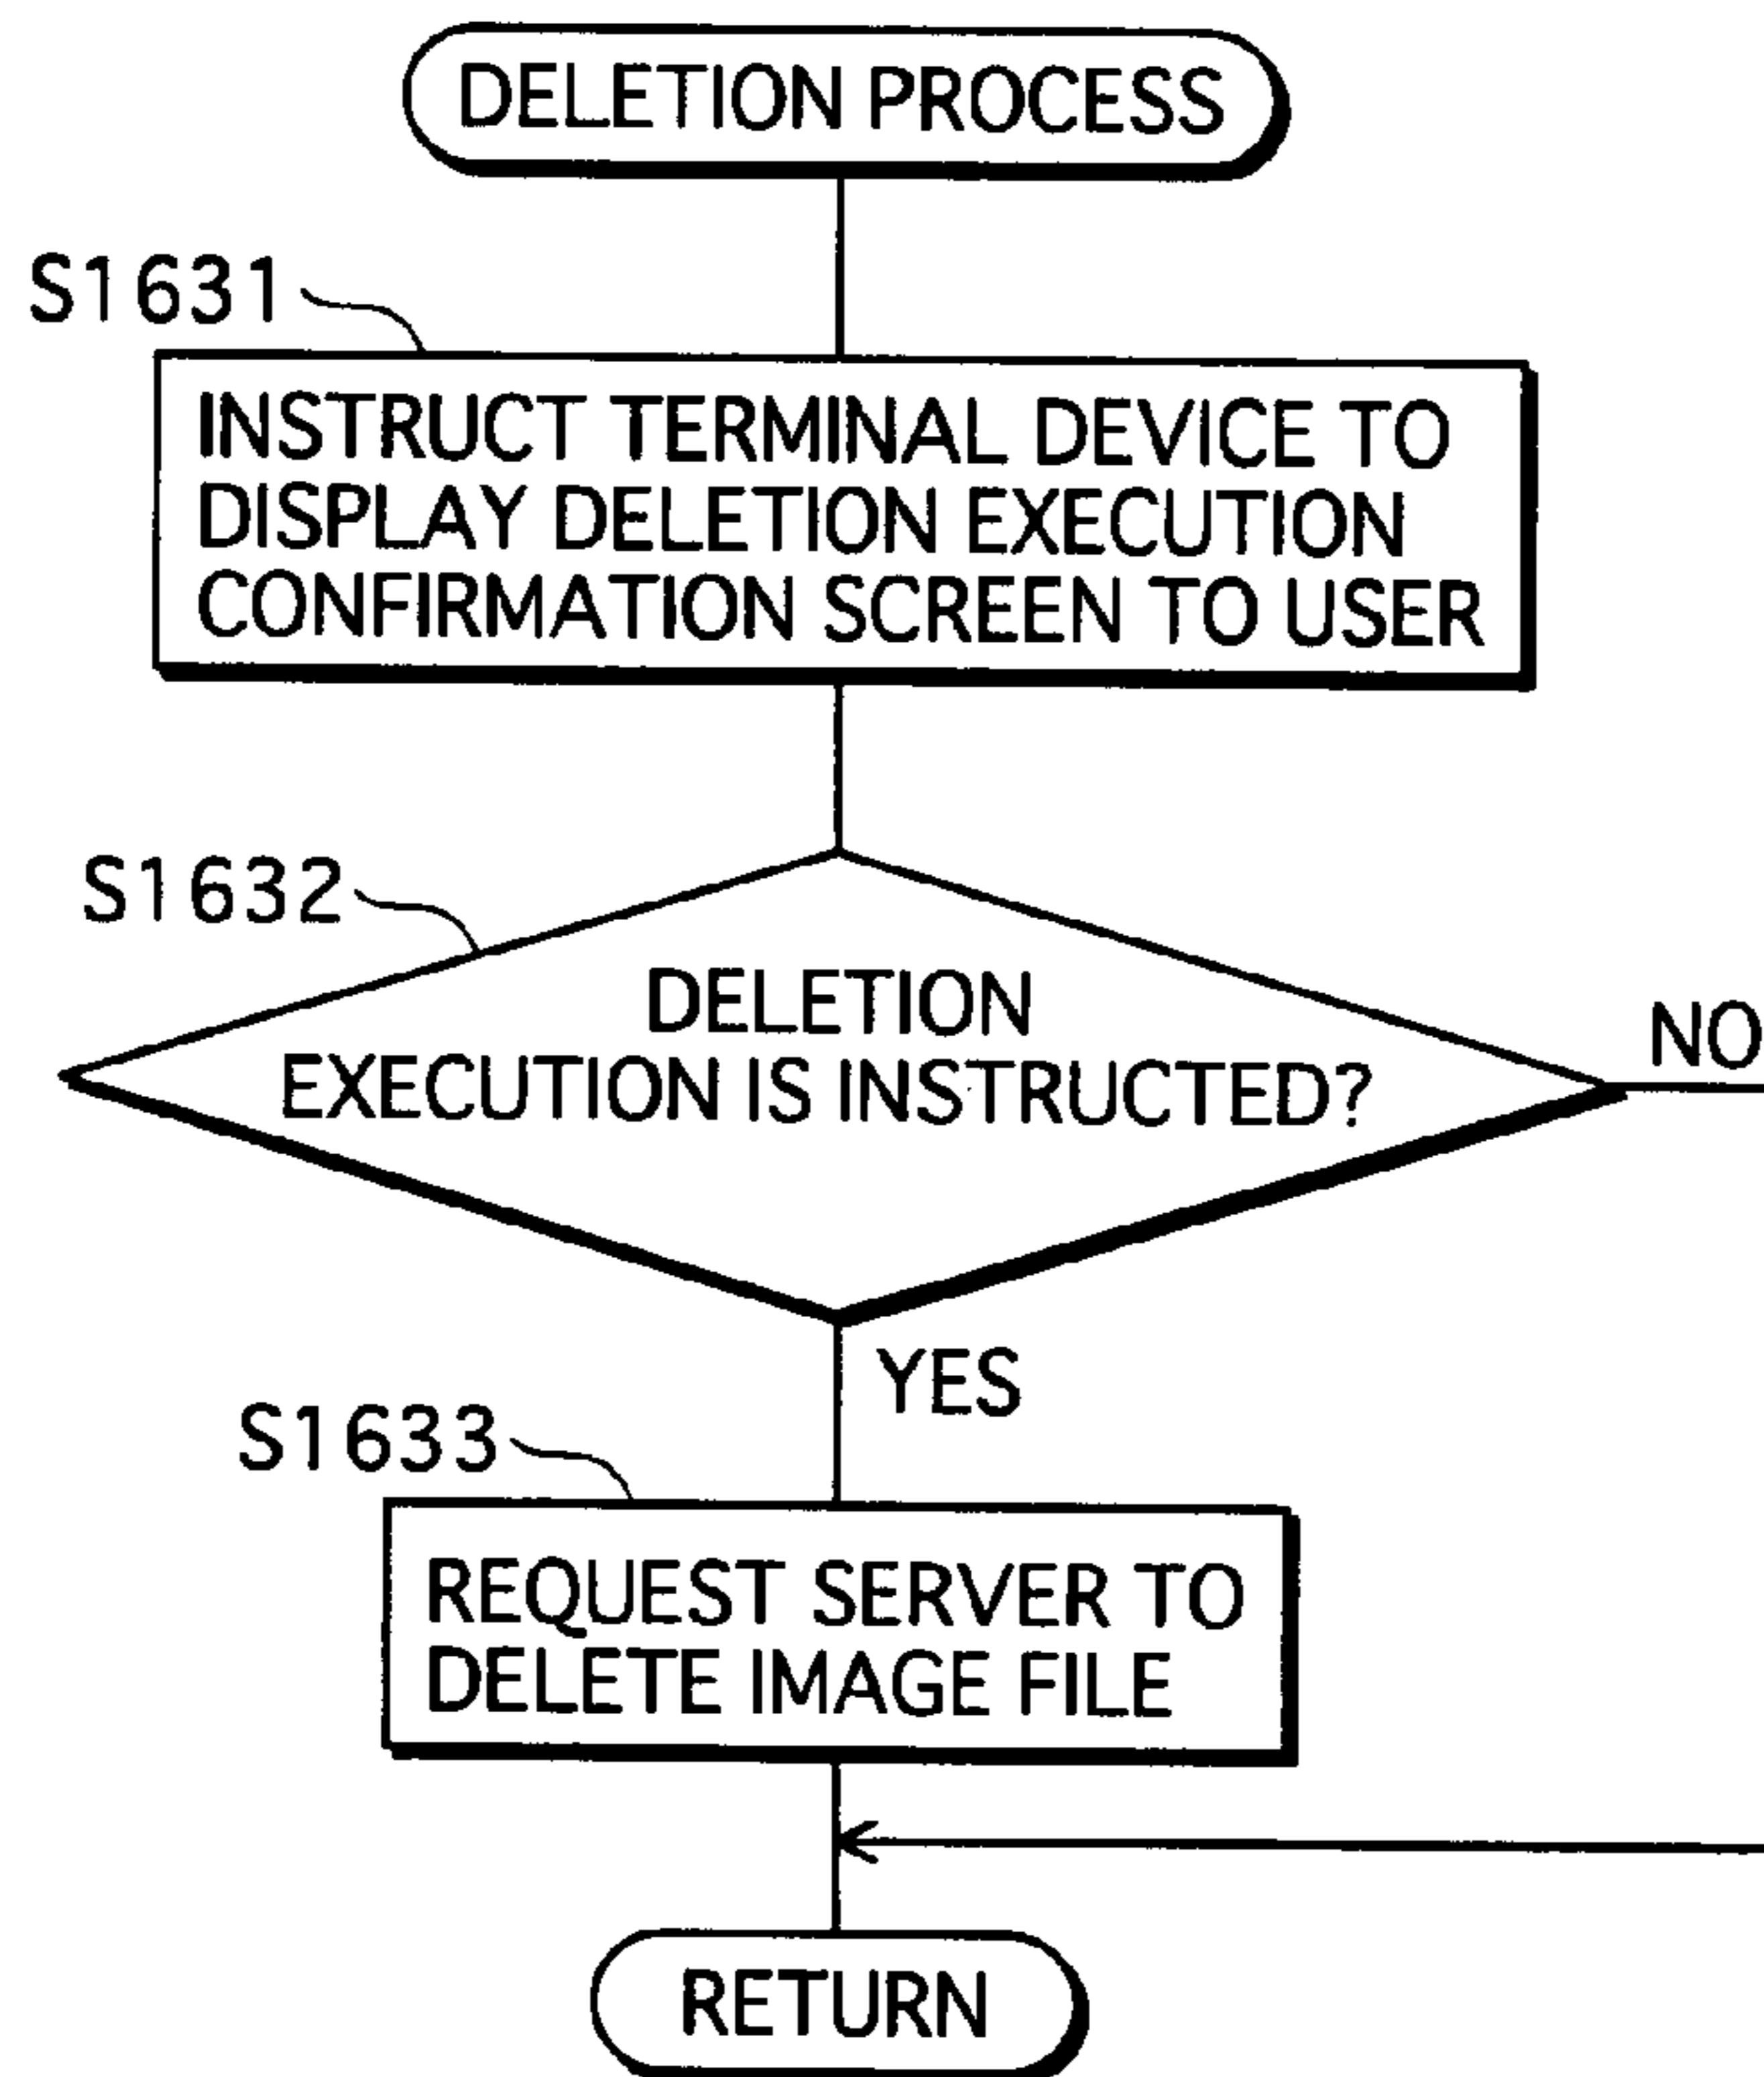 DELETION PROCESS
S1631
INSTRUCT TERMINAL DEVICE TO
DISPLAY DELETION EXECUTION
CONFIRMATION SCREEN TO USER
S1632
DELETION
EXECUTION IS INSTRUCTED?
NO
YES
S1633
REQUEST SERVER TO
DELETE IMAGE FILE
RETURN